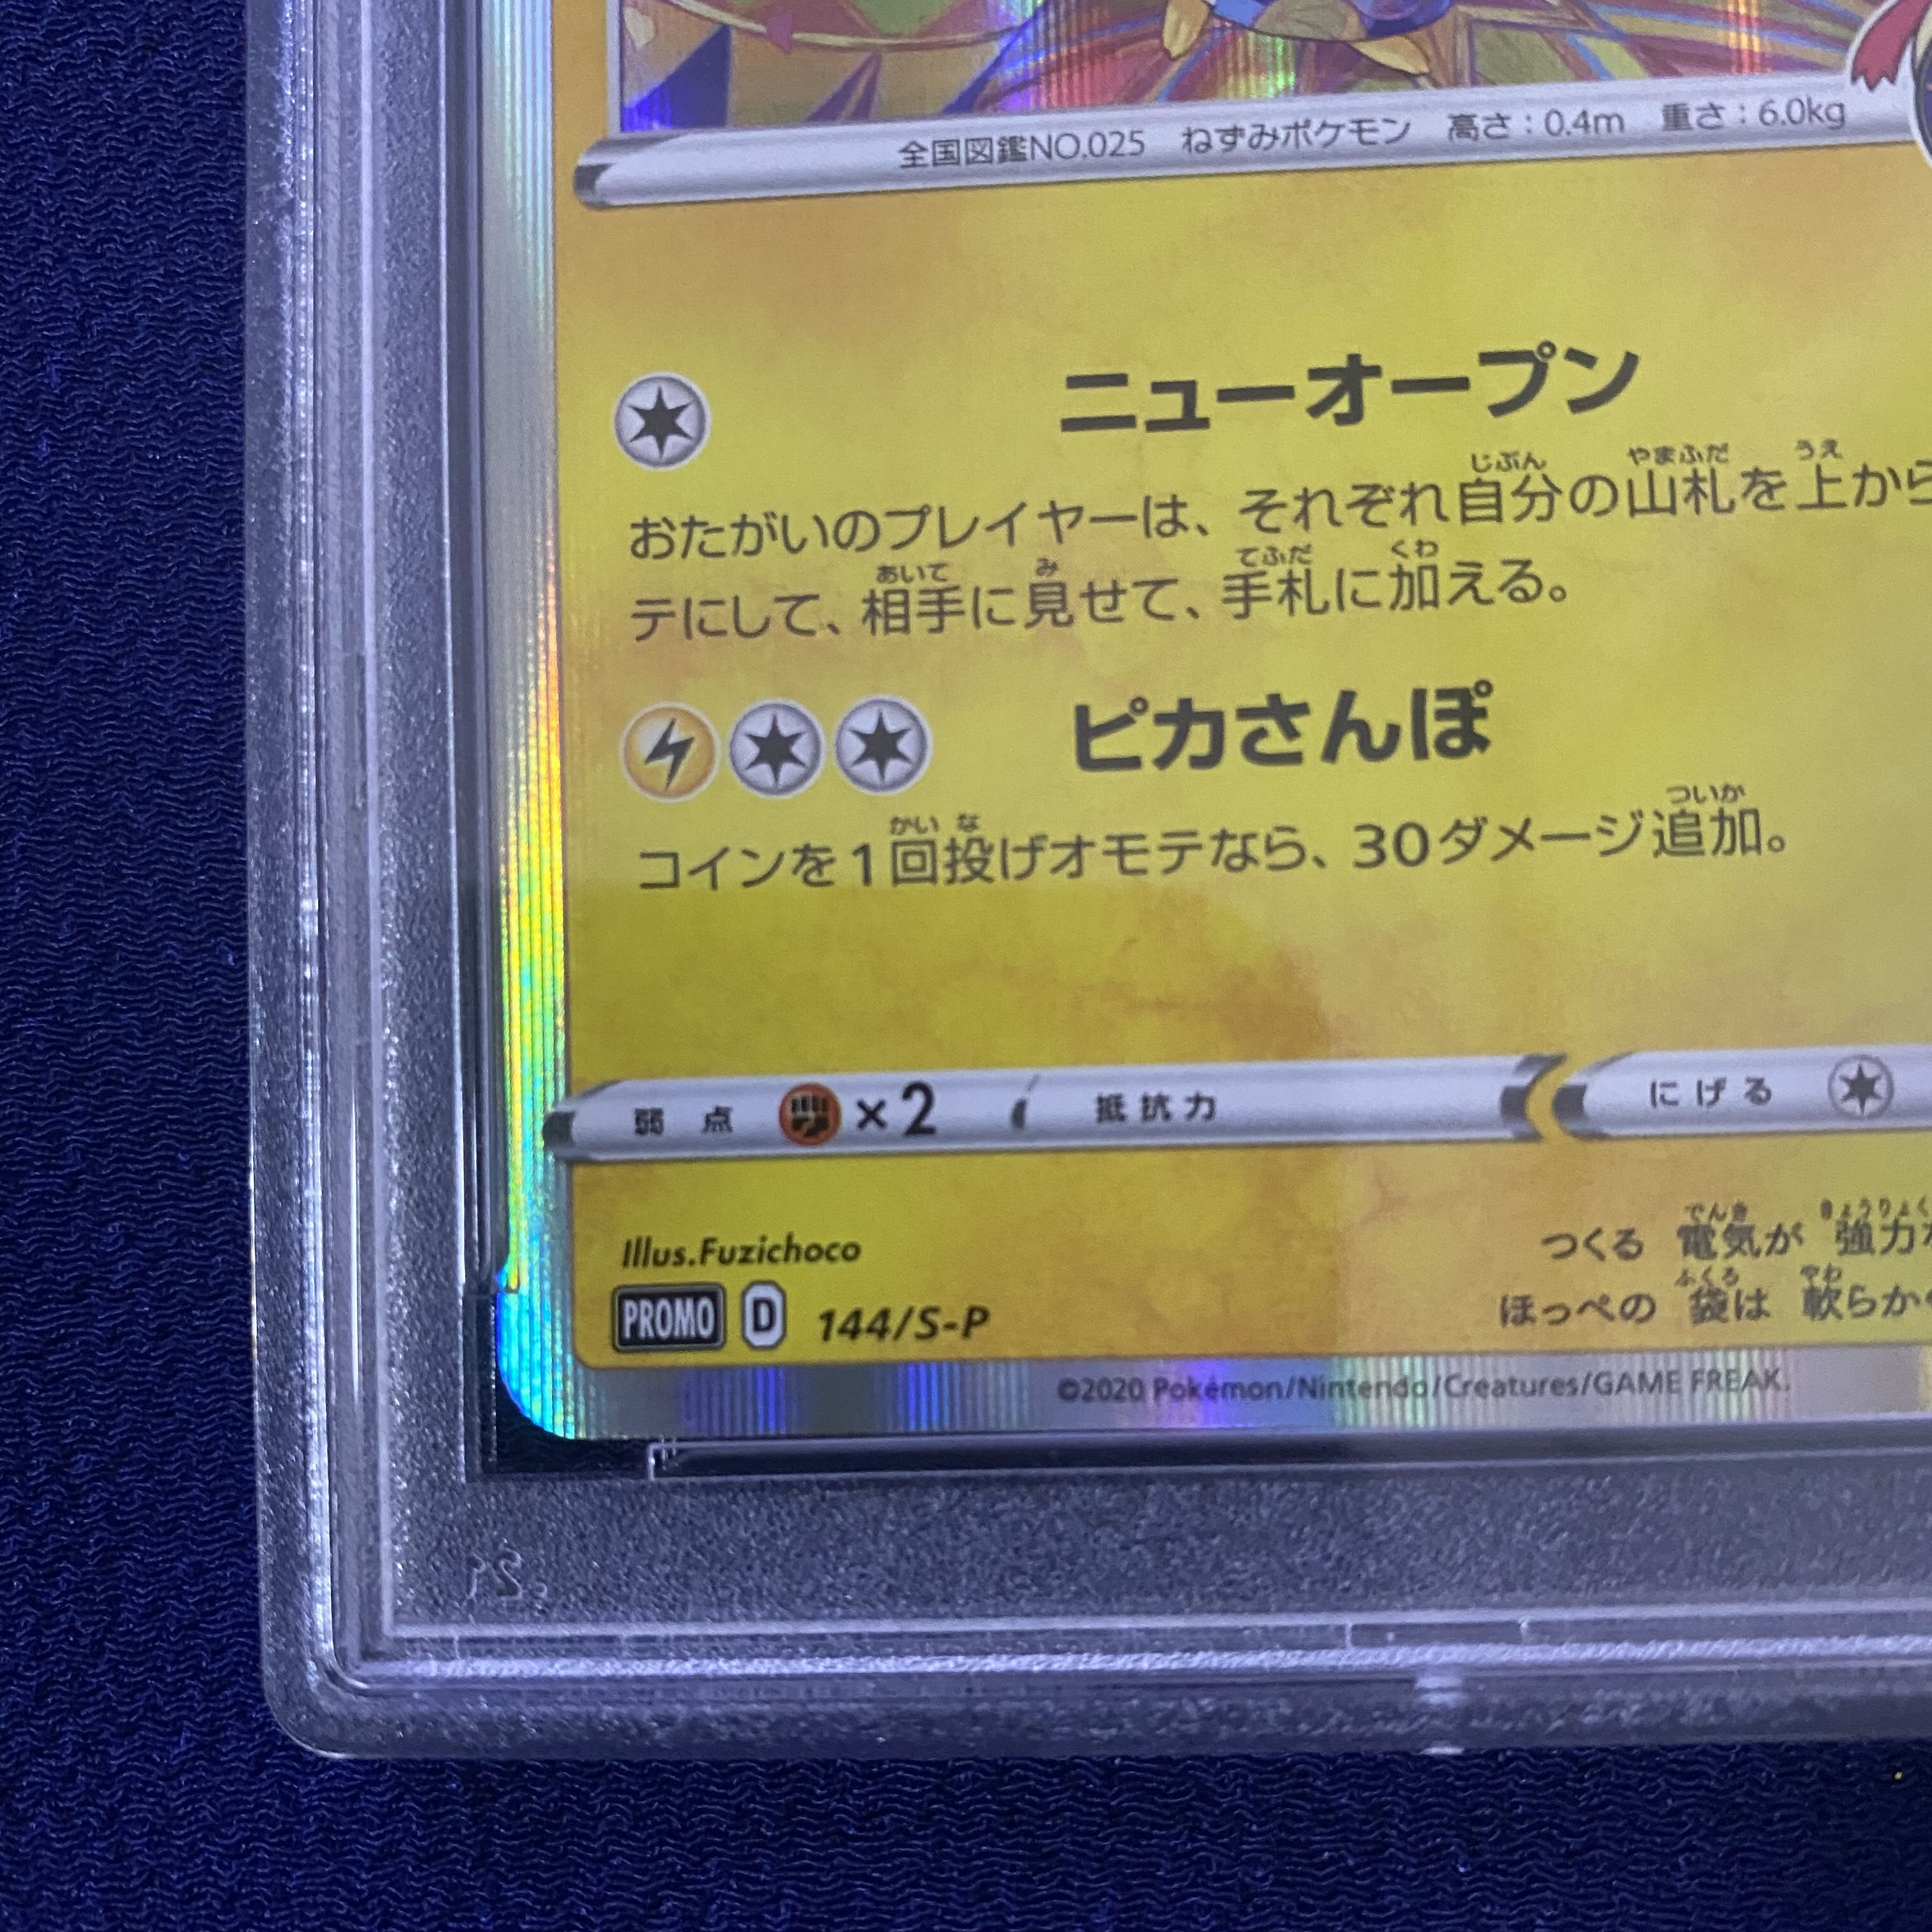 全国図鑑NO.025 ねずみポケモン 高さ：0.4m 重さ：6.0kg
ニューオープン
おたがいのプレイヤーは、それぞれ自分の山札を上から
テにして、相手に見せて、手札に加える。
ピカさんぽ
コインを1回投げオモテなら、30ダメージ追加。
弱点 ×2 抵抗力 にげる
Illus.Fuzichoco
つくる 電気が 強力な
PROMO D 144/S-P
ほっぺの 袋は 軟らかく
©2020 Pokémon/Nintendo/Creatures/GAME FREAK.